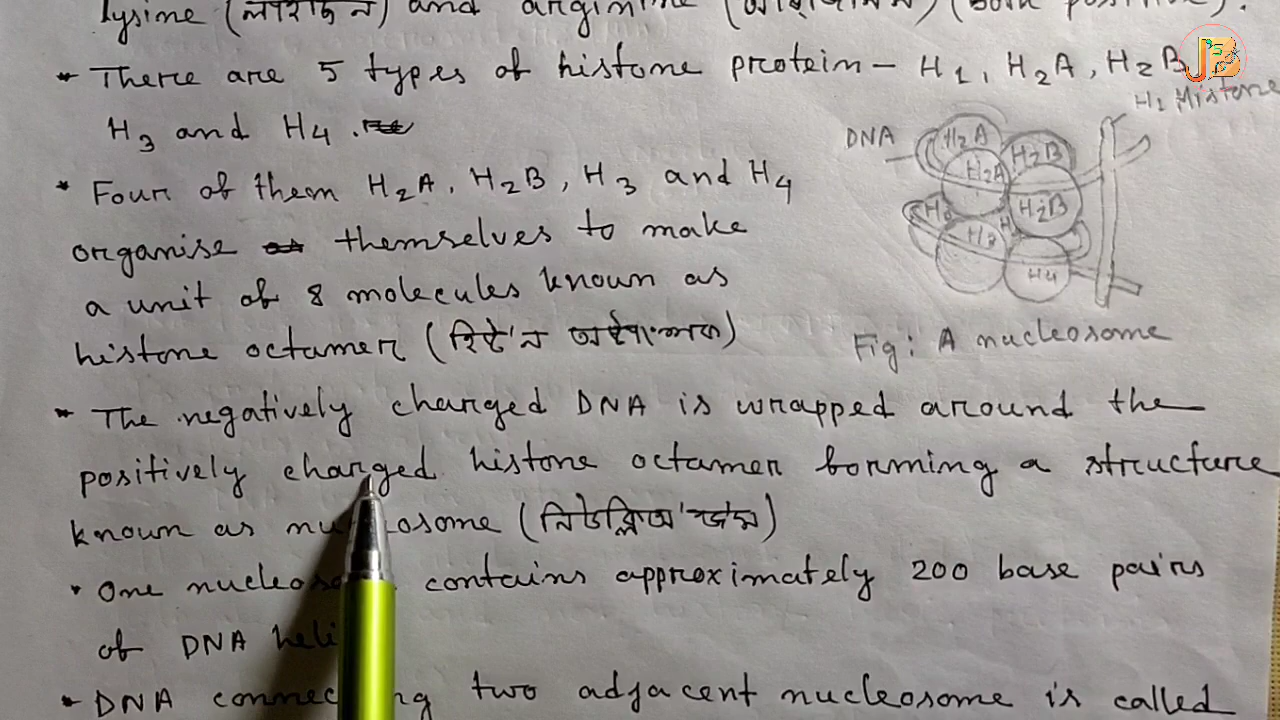 lysine (লাইজিন) and arginine (both positive).
* There are 5 types of histone protein – H1, H2A, H2B
H3 and H4.
H1 Histone
DNA
H2A
H2B
H2A
H2B
H3
H3
H4
Fig: A nucleosome
* Four of them H2A, H2B, H3 and H4
organise themselves to make
a unit of 8 molecules known as
histone octamer
* The negatively charged DNA is wrapped around the
positively charged histone octamer forming a structure
known as nucleosome
* One nucleosome contains approximately 200 base pairs
of DNA heli
* DNA connecting two adjacent nucleosome is called